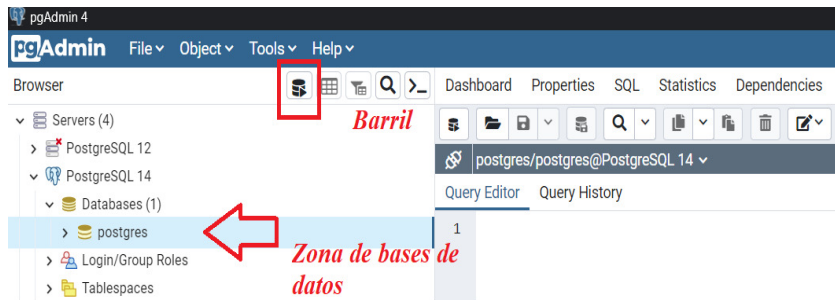 pgAdmin 4
pgAdmin File Object Tools Help
Browser
Dashboard Properties SQL Statistics Dependencies
Barril
Servers (4)
PostgreSQL 12
PostgreSQL 14
postgres/postgres@PostgreSQL 14
Databases (1)
Query Editor Query History
postgres
1
Login/Group Roles
Zona de bases de
datos
Tablespaces